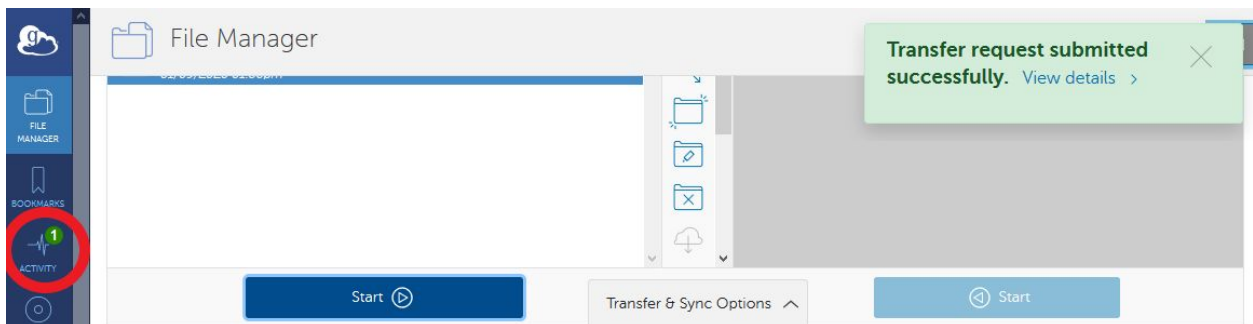 g
File Manager
Transfer request submitted
successfully. View details >
FILE
MANAGER
BOOKMARKS
1
ACTIVITY
Start
Transfer & Sync Options
Start